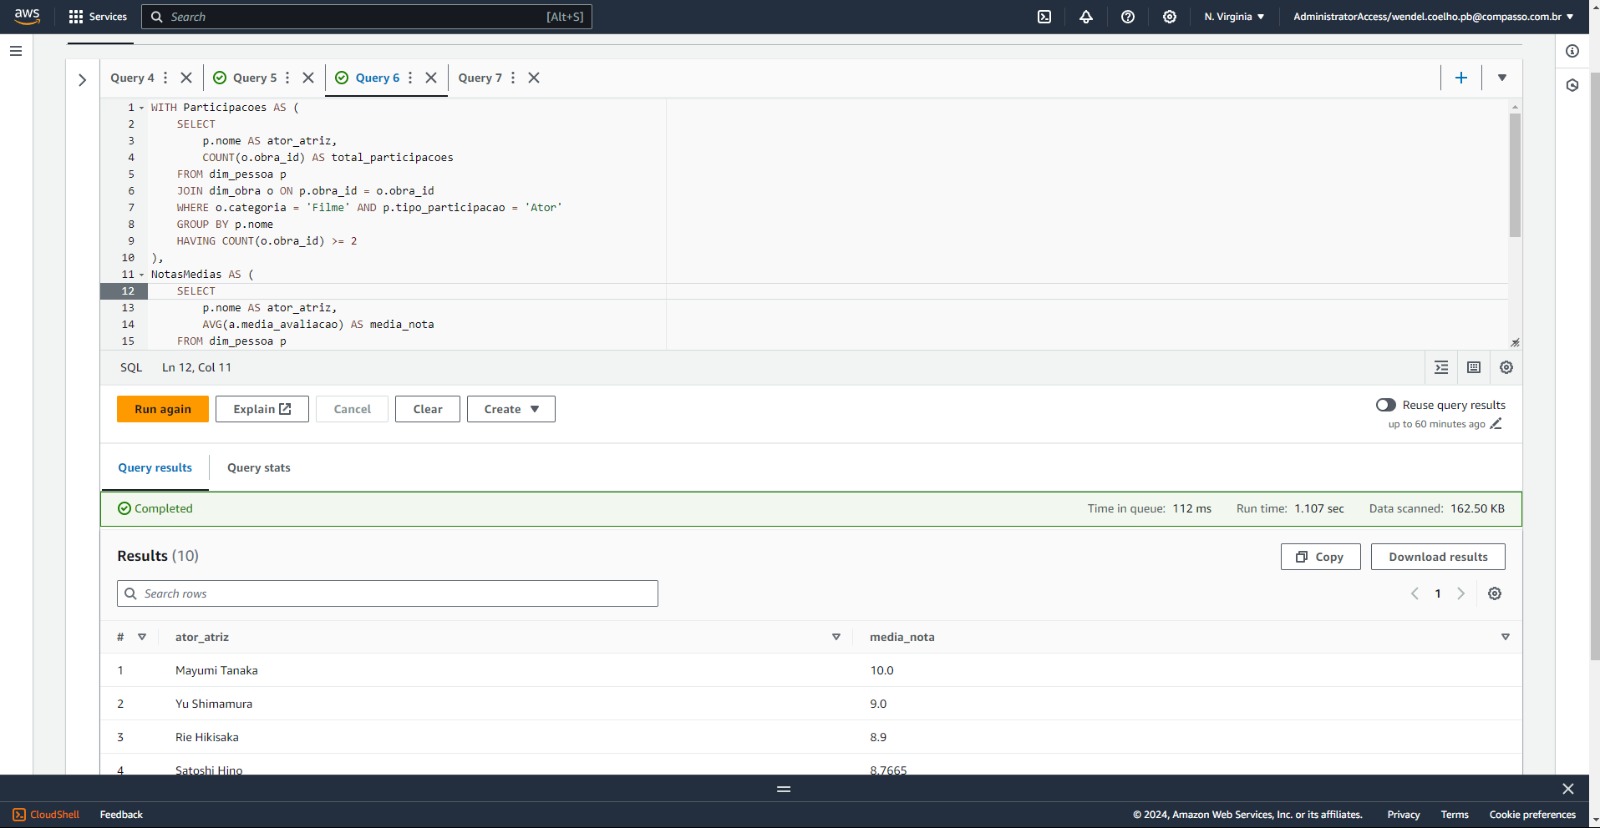 aws Services Search [Alt+S] N. Virginia AdministratorAccess/wendel.coelho.pb@compasso.com.br
Query 4 Query 5 Query 6 Query 7
1 WITH Participacoes AS (
2 SELECT
3 p.nome AS ator_atriz,
4 COUNT(o.obra_id) AS total_participacoes
5 FROM dim_pessoa p
6 JOIN dim_obra o ON p.obra_id = o.obra_id
7 WHERE o.categoria = 'Filme' AND p.tipo_participacao = 'Ator'
8 GROUP BY p.nome
9 HAVING COUNT(o.obra_id) >= 2
10 ),
11 NotasMedias AS (
12 SELECT
13 p.nome AS ator_atriz,
14 AVG(a.media_avaliacao) AS media_nota
15 FROM dim_pessoa p
SQL Ln 12, Col 11
Run again Explain Cancel Clear Create Reuse query results
up to 60 minutes ago
Query results Query stats
Completed Time in queue: 112 ms Run time: 1.107 sec Data scanned: 162.50 KB
Results (10) Copy Download results
Search rows 1
# ator_atriz media_nota
1 Mayumi Tanaka 10.0
2 Yu Shimamura 9.0
3 Rie Hikisaka 8.9
4 Satoshi Hino 8.7665
CloudShell Feedback © 2024, Amazon Web Services, Inc. or its affiliates. Privacy Terms Cookie preferences